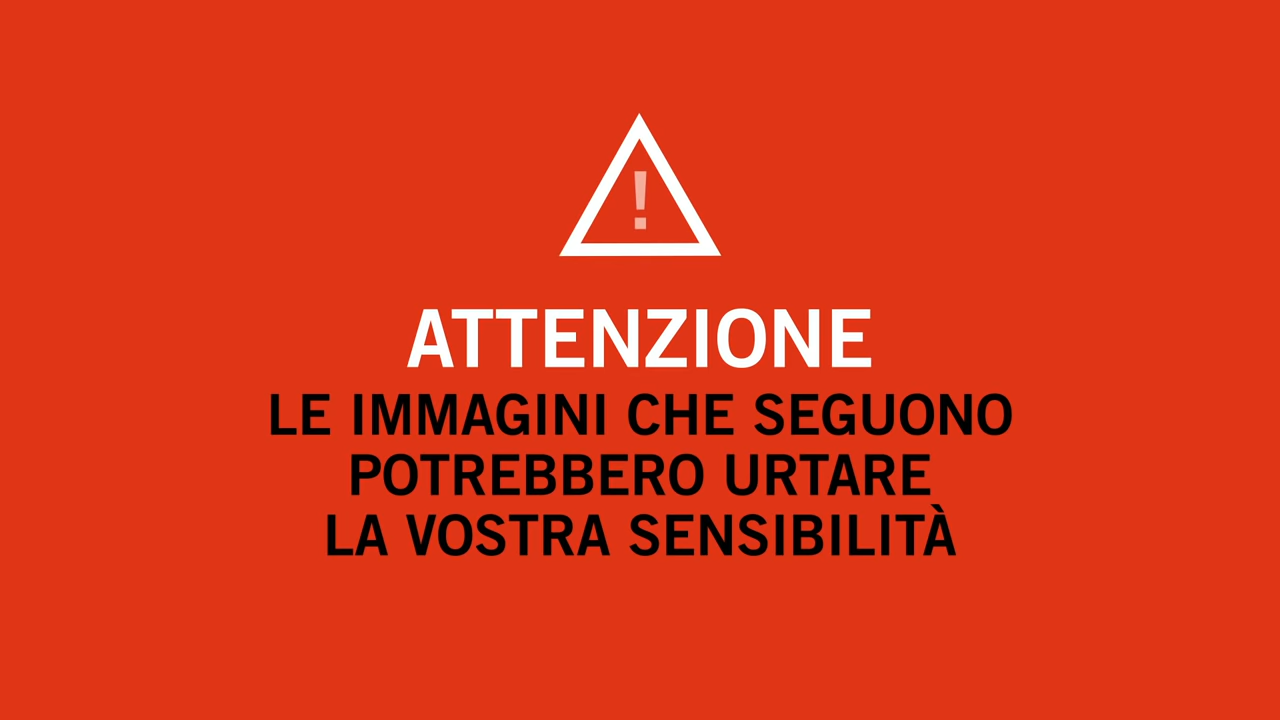 !
ATTENZIONE
LE IMMAGINI CHE SEGUONO
POTREBBERO URTARE
LA VOSTRA SENSIBILITÀ